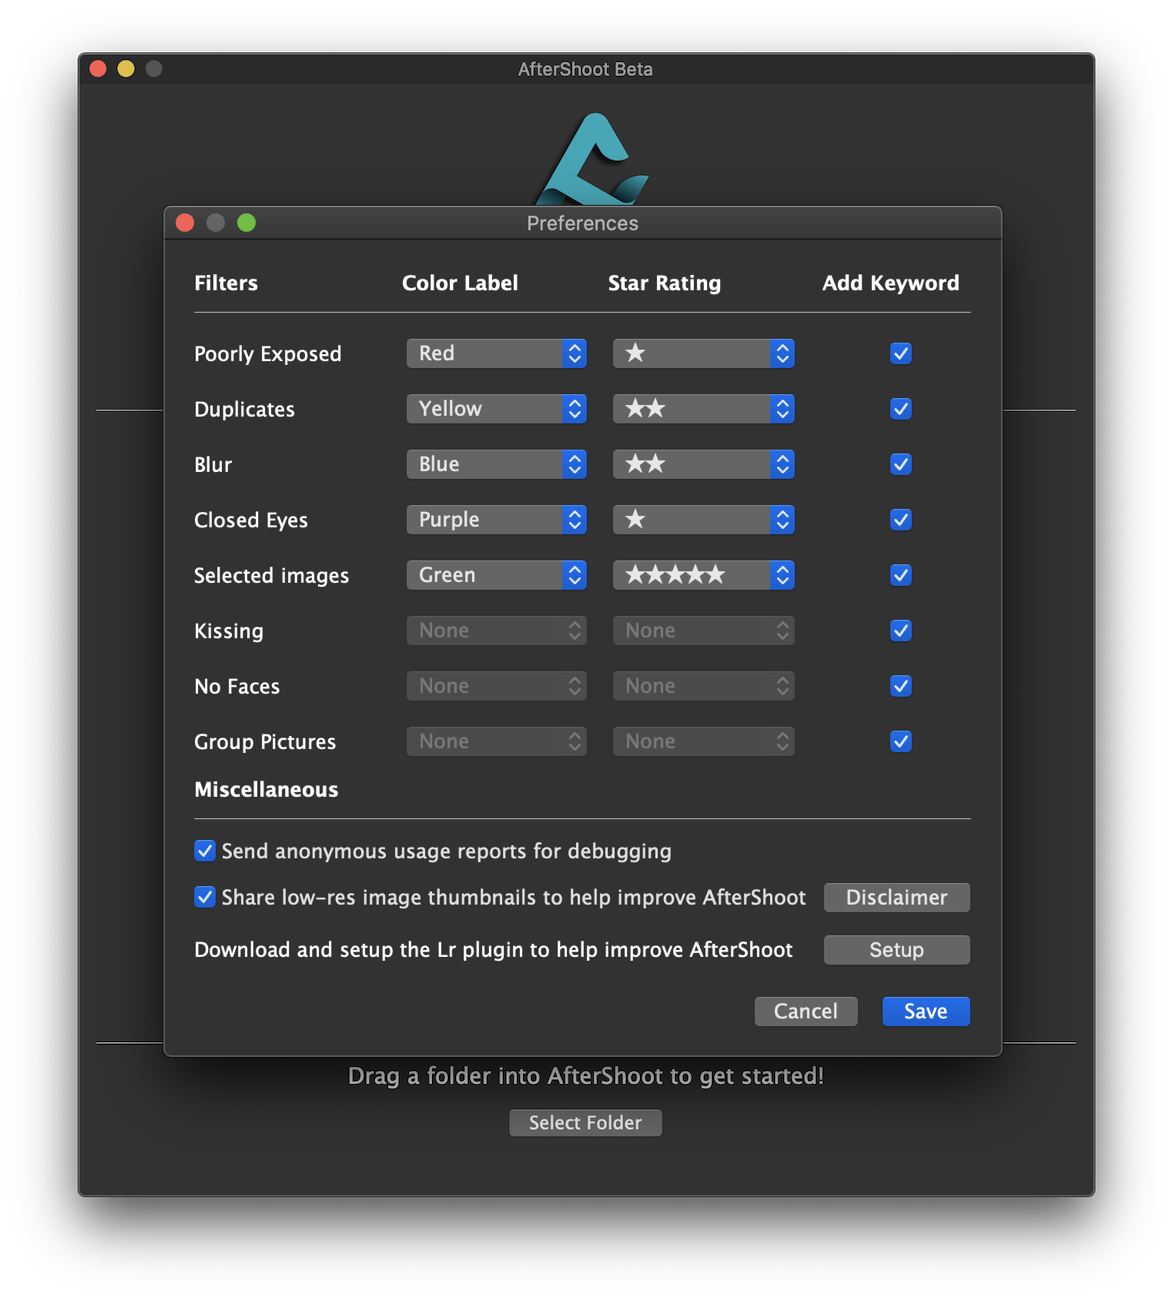 AfterShoot Beta
Preferences
Filters Color Label Star Rating Add Keyword
Poorly Exposed Red ★
Duplicates Yellow ★★
Blur Blue ★★
Closed Eyes Purple ★
Selected images Green ★★★★★
Kissing None None
No Faces None None
Group Pictures None None
Miscellaneous
Send anonymous usage reports for debugging
Share low-res image thumbnails to help improve AfterShoot Disclaimer
Download and setup the Lr plugin to help improve AfterShoot Setup
Cancel Save
Drag a folder into AfterShoot to get started!
Select Folder